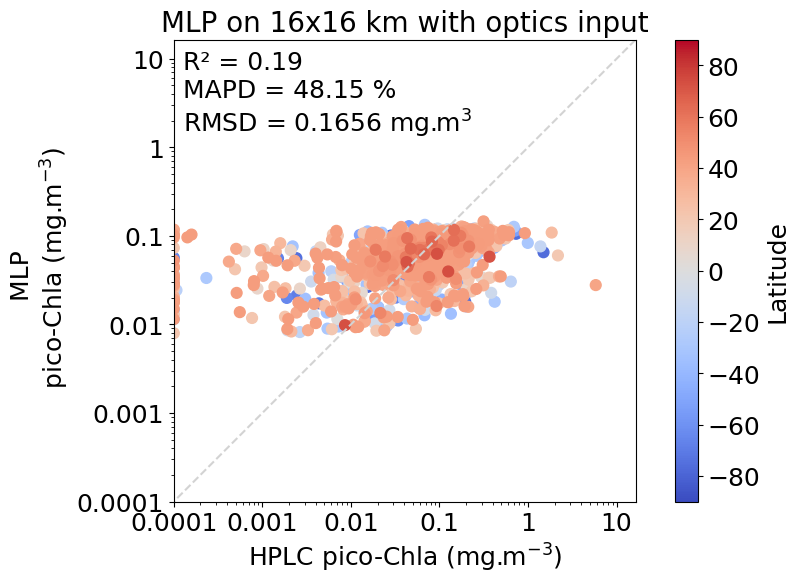 MLP on 16x16 km with optics input
R² = 0.19
MAPD = 48.15 %
RMSD = 0.1656 mg.m³
10
1
0.1
0.01
0.001
0.0001
MLP
pico-Chla (mg.m⁻³)
0.0001 0.001 0.01 0.1 1 10
HPLC pico-Chla (mg.m⁻³)
80
60
40
20
0
−20
−40
−60
−80
Latitude